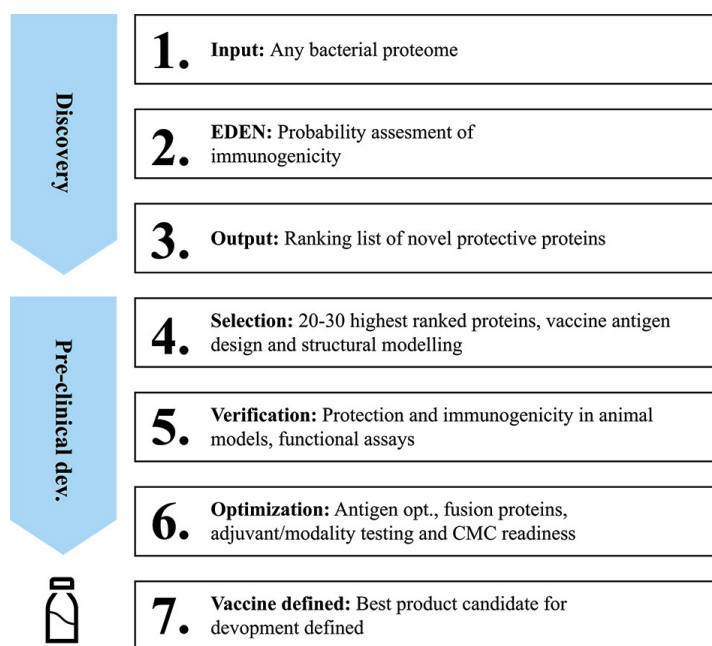 Discovery
1. Input: Any bacterial proteome
2. EDEN: Probability assesment of
immunogenicity
3. Output: Ranking list of novel protective proteins
Pre-clinical dev.
4. Selection: 20-30 highest ranked proteins, vaccine antigen
design and structural modelling
5. Verification: Protection and immunogenicity in animal
models, functional assays
6. Optimization: Antigen opt., fusion proteins,
adjuvant/modality testing and CMC readiness
7. Vaccine defined: Best product candidate for
devopment defined